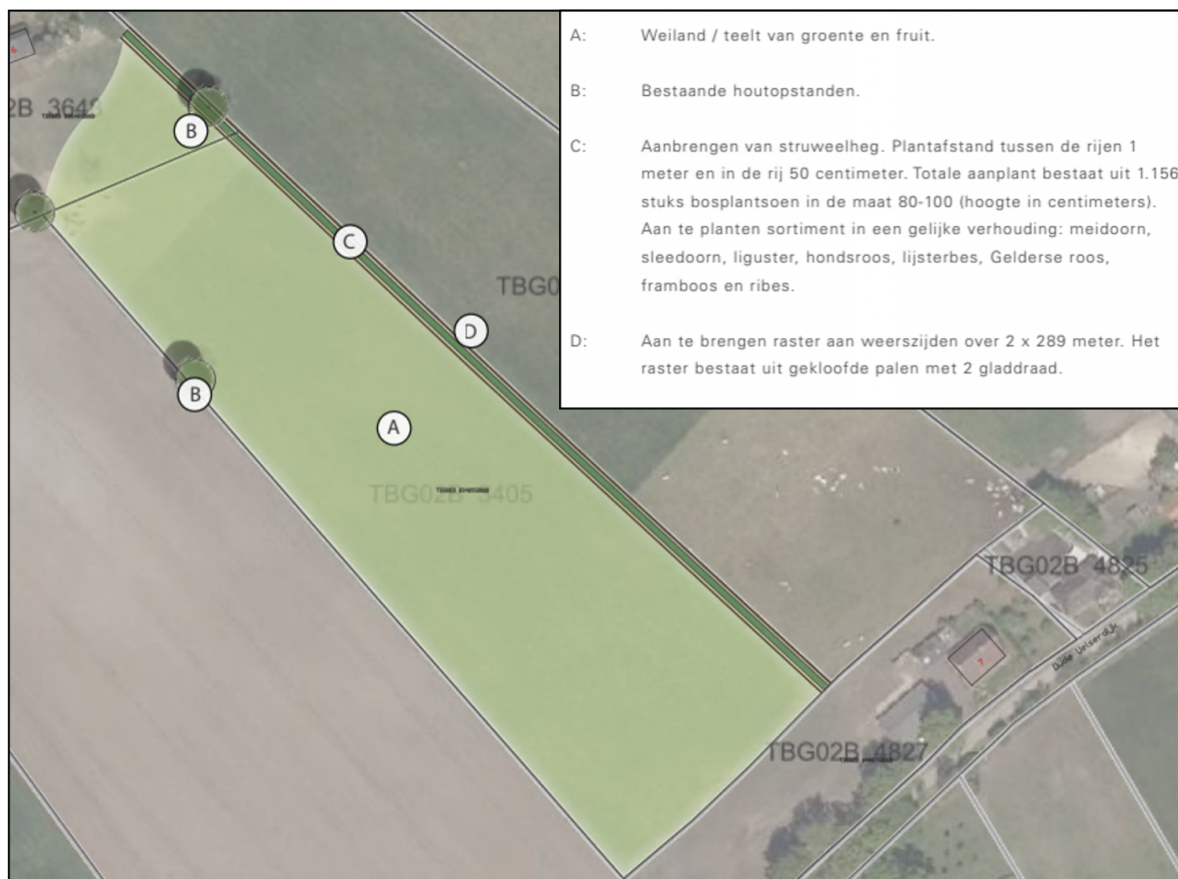 A: Weiland / teelt van groente en fruit.
B: Bestaande houtopstanden.
C: Aanbrengen van struweelheg. Plantafstand tussen de rijen 1
meter en in de rij 50 centimeter. Totale aanplant bestaat uit 1.156
stuks bosplantsoen in de maat 80-100 (hoogte in centimeters).
Aan te planten sortiment in een gelijke verhouding: meidoorn,
sleedoorn, liguster, hondsroos, lijsterbes, Gelderse roos,
framboos en ribes.
D: Aan te brengen raster aan weerszijden over 2 x 289 meter. Het
raster bestaat uit gekloofde palen met 2 gladdraad.
B
C
TBG0
D
B
A
TBG02B 5405
TBG02B 4825
Oude IJsserdijk
7
TBG02B 4827